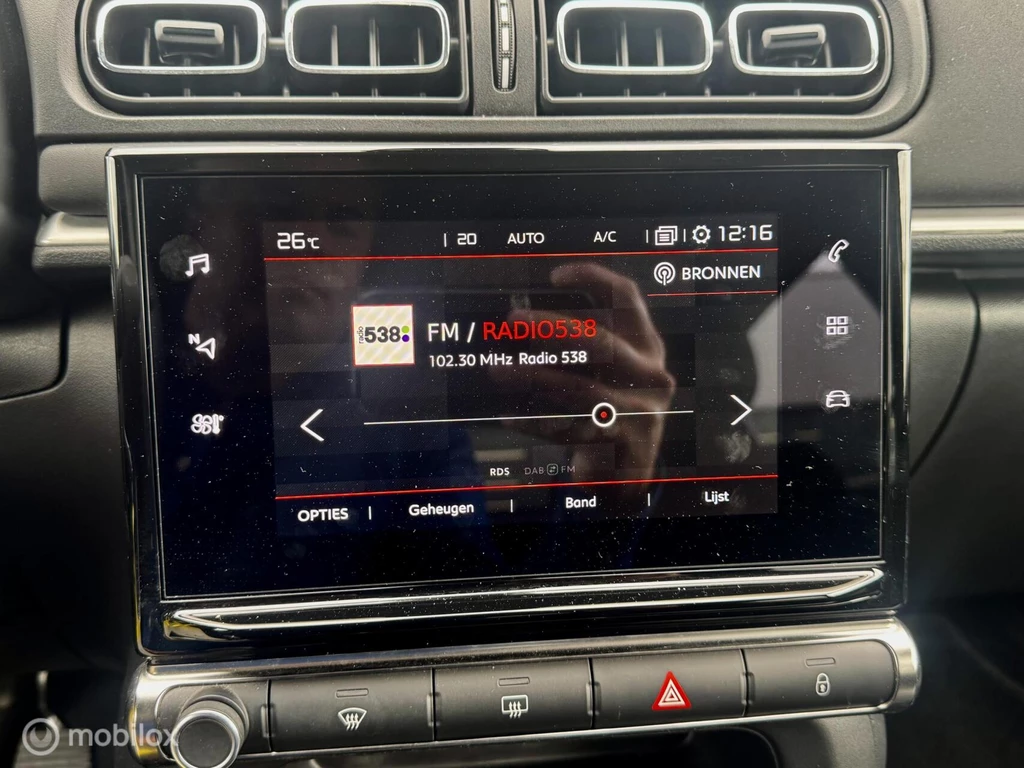 26°C | 20 AUTO A/C | | 12:16
BRONNEN
radio 538
FM / RADIO538
102.30 MHz Radio 538
N
RDS DAB FM
OPTIES | Geheugen | Band | Lijst
mobilox